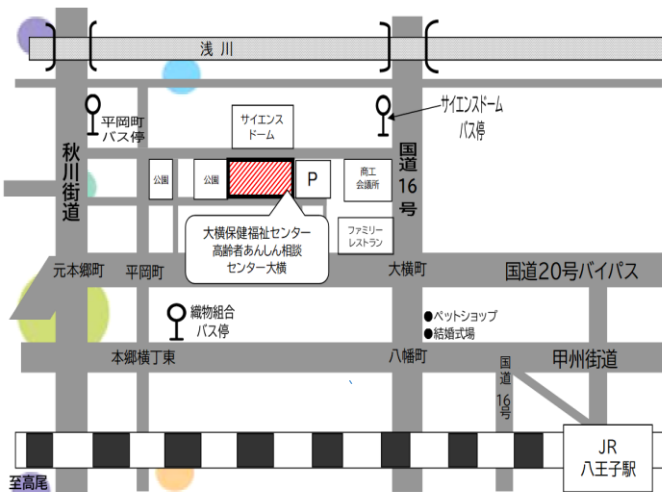 浅川
平岡町
バス停
サイエンス
ドーム
サイエンスドーム
バス停
秋川街道
国道16号
公園
公園
P
商工
会議所
大横保健福祉センター
高齢者あんしん相談
センター大横
ファミリー
レストラン
元本郷町
平岡町
大横町
国道20号バイパス
織物組合
バス停
●ペットショップ
●結婚式場
本郷横丁東
八幡町
国道16号
甲州街道
JR
八王子駅
至高尾